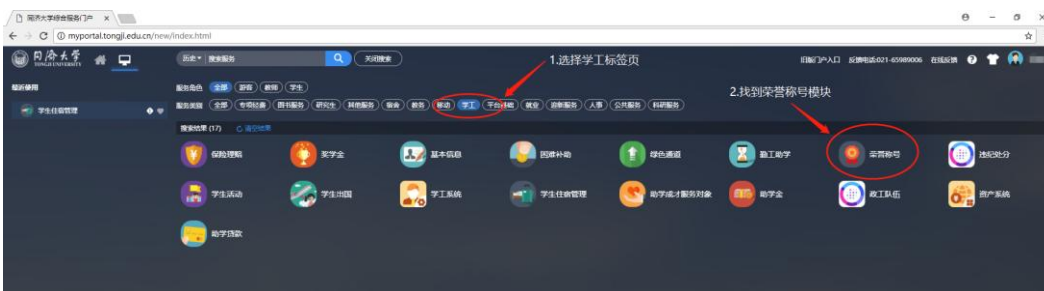 同济大学综合服务门户
myportal.tongji.edu.cn/new/index.html
同济大学
TONGJI UNIVERSITY
历史 搜索服务
关闭搜索
1.选择学工标签页
旧版门户入口 反馈电话:021-65989006 在线反馈
最近使用
学生住宿管理
服务角色 全部 游客 教师 学生
2.找到荣誉称号模块
服务类别 全部 专项经费 图书服务 研究生 其他服务 宿舍 教务 移动 学工 平台基础 就业 迎新服务 人事 公共服务 科研服务
搜索结果 (17) 清空结果
保险理赔 奖学金 基本信息 困难补助 绿色通道 勤工助学 荣誉称号 违纪处分
学生活动 学生出国 学工系统 学生住宿管理 助学成才服务对象 助学金 政工队伍 资产系统
助学贷款